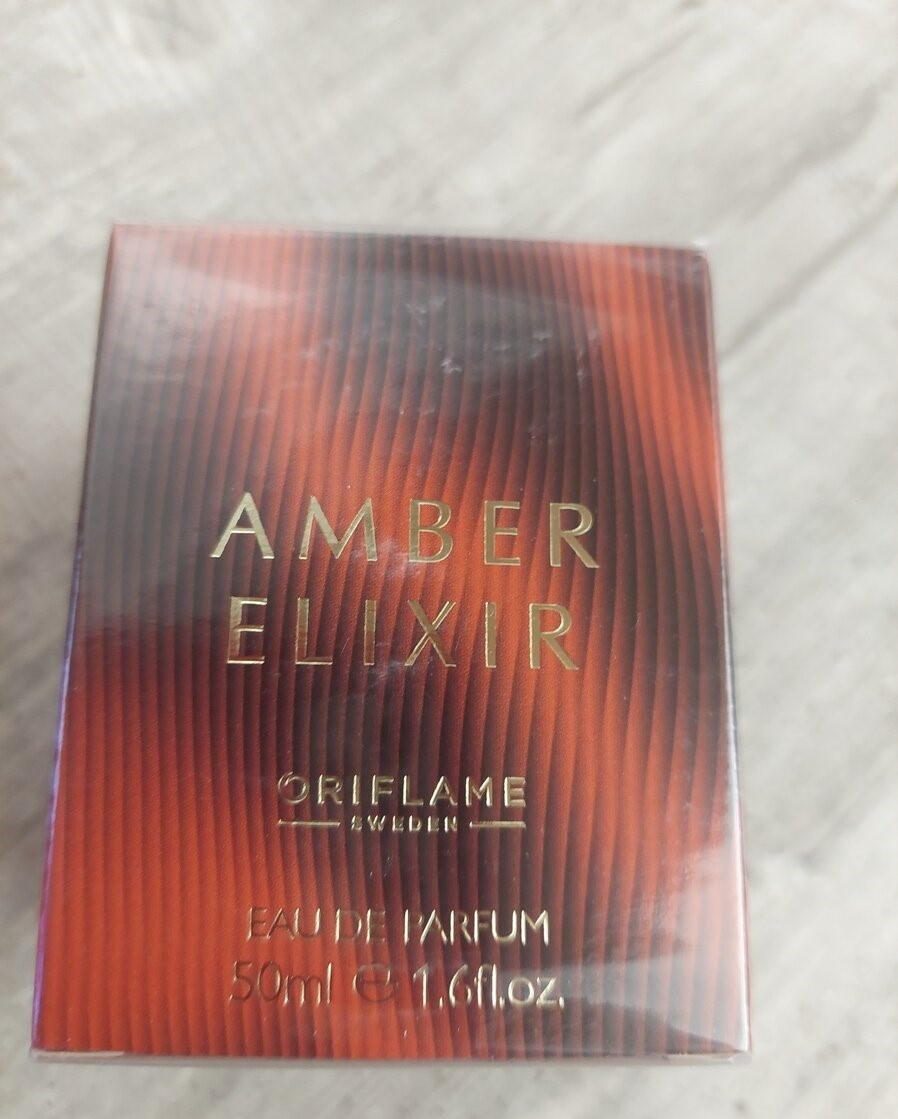 AMBER
ELIXIR
ORIFLAME
SWEDEN
EAU DE PARFUM
50ml ℮ 1.6fl.oz.